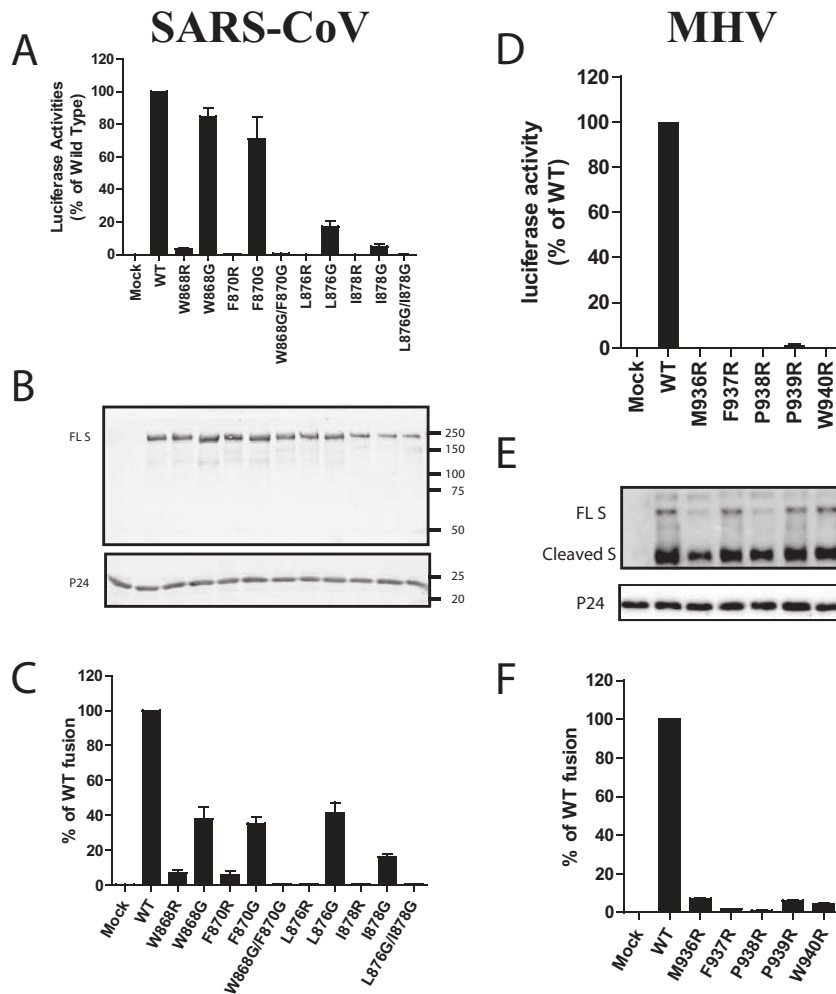 SARS-CoV
MHV
A
Luciferase Activities
(% of Wild Type)
120
100
80
60
40
20
0
Mock
WT
W868R
W868G
F870R
F870G
W868G/F870G
L876R
L876G
I878R
I878G
L876G/I878G
D
luciferase activity
(% of WT)
120
100
80
60
40
20
0
Mock
WT
M936R
F937R
P938R
P939R
W940R
B
FL S
250
150
100
75
50
P24
25
20
E
FL S
Cleaved S
P24
C
% of WT fusion
120
100
80
60
40
20
0
Mock
WT
W868R
W868G
F870R
F870G
W868G/F870G
L876R
L876G
I878R
I878G
L876G/I878G
F
% of WT fusion
120
100
80
60
40
20
0
Mock
WT
M936R
F937R
P938R
P939R
W940R